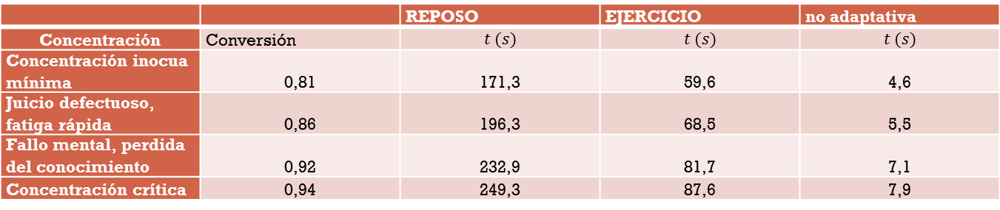 REPOSO EJERCICIO no adaptativa
Concentración Conversión t (s) t (s) t (s)
Concentración inocua
mínima 0,81 171,3 59,6 4,6
Juicio defectuoso,
fatiga rápida 0,86 196,3 68,5 5,5
Fallo mental, perdida
del conocimiento 0,92 232,9 81,7 7,1
Concentración crítica 0,94 249,3 87,6 7,9